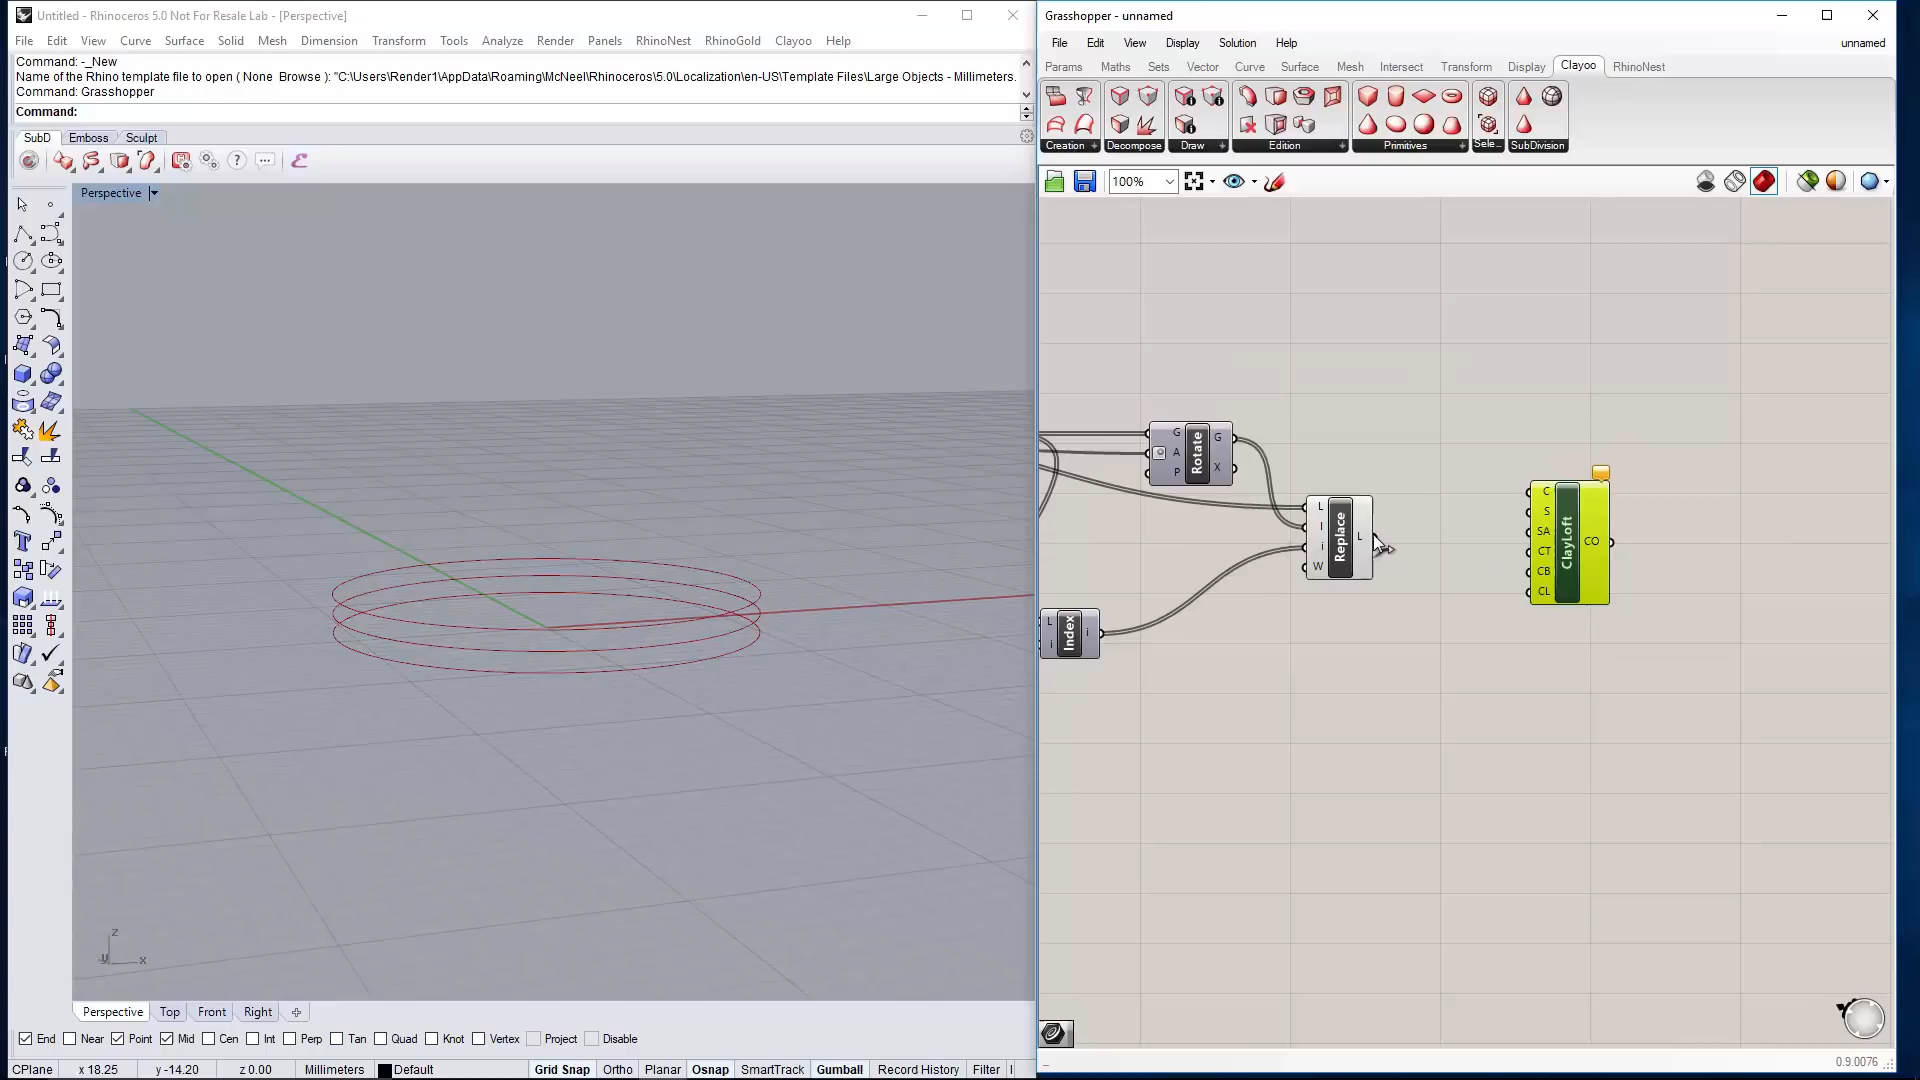 Untitled - Rhinoceros 5.0 Not For Resale Lab - [Perspective]
File Edit View Curve Surface Solid Mesh Dimension Transform Tools Analyze Render Panels RhinoNest RhinoGold Clayoo Help
Command: -_New
Name of the Rhino template file to open ( None  Browse ): "C:\Users\Render1\AppData\Roaming\McNeel\Rhinoceros\5.0\Localization\en-US\Template Files\Large Objects - Millimeters.
Command: Grasshopper
Command:
SubD Emboss Sculpt
Perspective
z
y x
Perspective Top Front Right
End Near Point Mid Cen Int Perp Tan Quad Knot Vertex Project Disable
CPlane x 18.25 y -14.20 z 0.00 Millimeters Default Grid Snap Ortho Planar Osnap SmartTrack Gumball Record History Filter
Grasshopper - unnamed
File Edit View Display Solution Help unnamed
Params Maths Sets Vector Curve Surface Mesh Intersect Transform Display Clayoo RhinoNest
Creation Decompose Draw Edition Primitives Sele... SubDivision
100%
G A P Rotate G X
L I i W Replace L
L i Index i
C S SA CT CB CL ClayLoft CO
0.9.0076